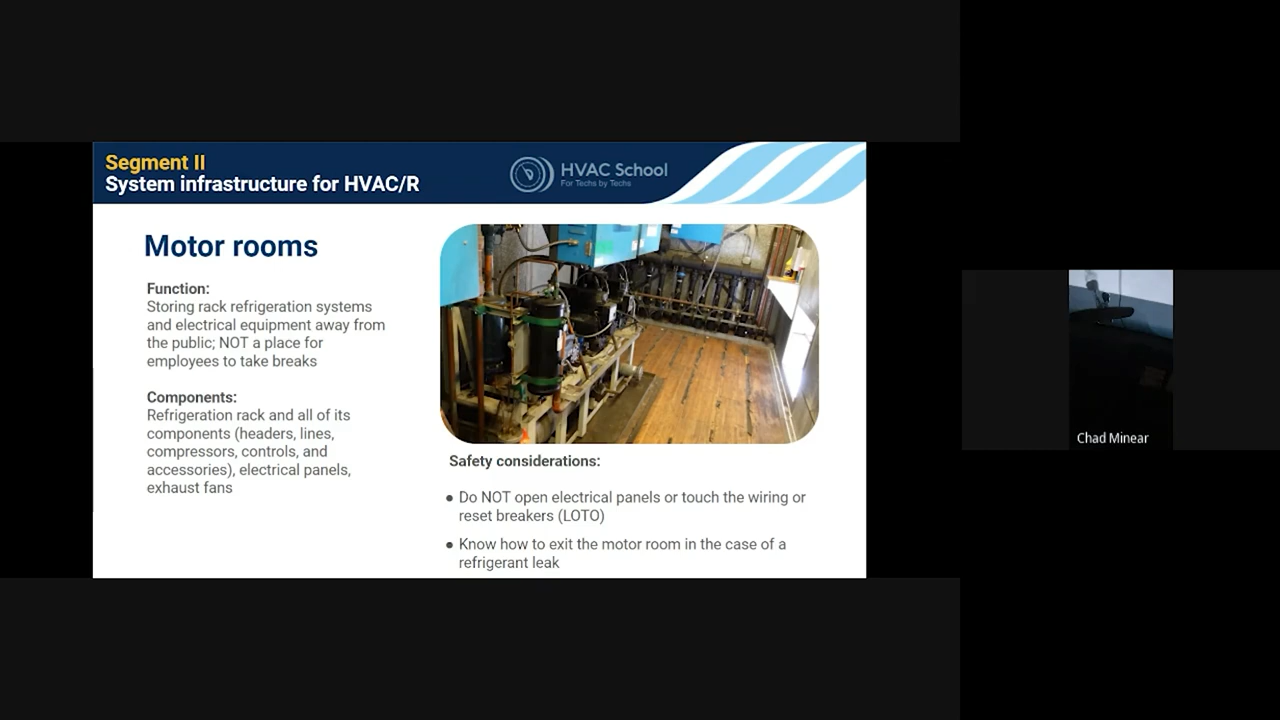 Segment II
System infrastructure for HVAC/R
HVAC School
For Techs by Techs
Motor rooms
Function:
Storing rack refrigeration systems
and electrical equipment away from
the public; NOT a place for
employees to take breaks
Components:
Refrigeration rack and all of its
components (headers, lines,
compressors, controls, and
accessories), electrical panels,
exhaust fans
Safety considerations:
● Do NOT open electrical panels or touch the wiring or
reset breakers (LOTO)
● Know how to exit the motor room in the case of a
refrigerant leak
Chad Minear